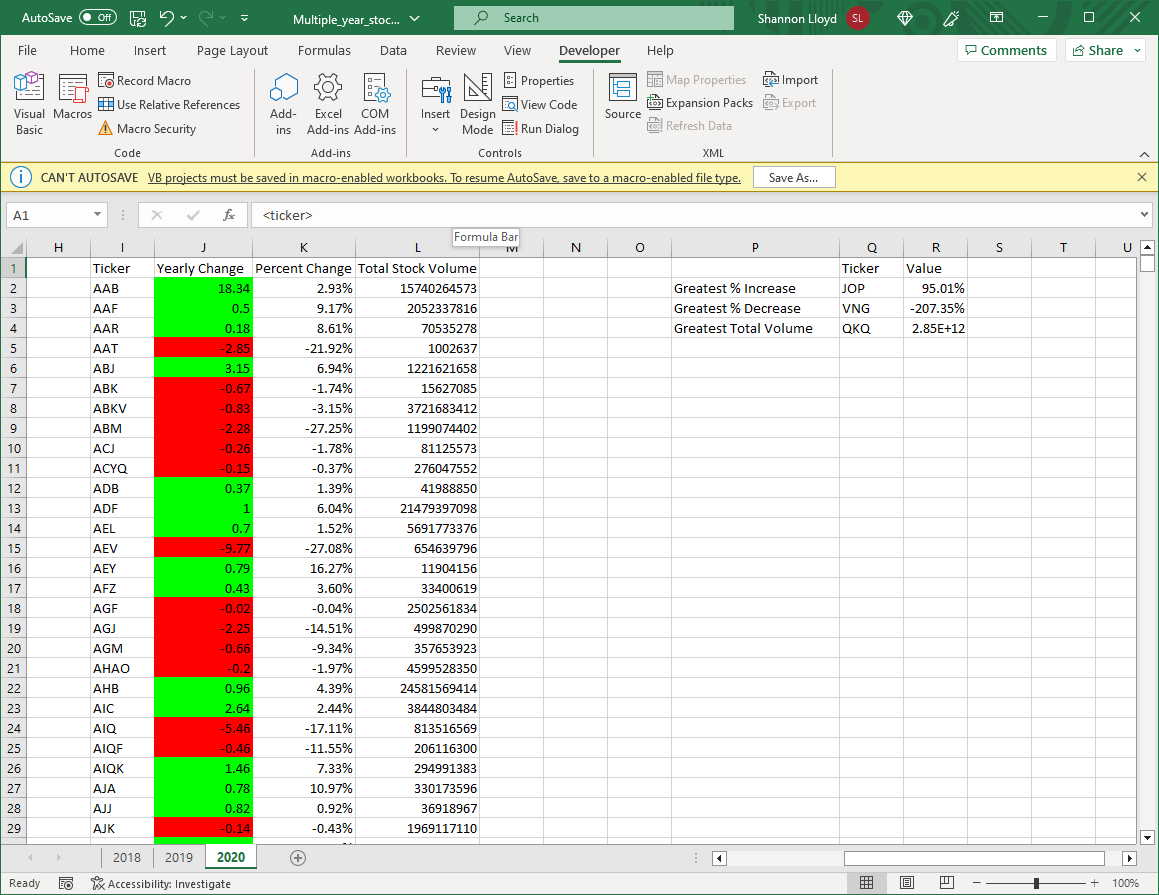 AutoSave Off Multiple_year_stoc... Search Shannon Lloyd SL
File Home Insert Page Layout Formulas Data Review View Developer Help Comments Share
Visual Basic Macros Record Macro Use Relative References Macro Security Code
Add-ins Excel Add-ins COM Add-ins Add-ins
Insert Design Mode Properties View Code Run Dialog Controls
Source Map Properties Expansion Packs Refresh Data Import Export XML
CAN'T AUTOSAVE VB projects must be saved in macro-enabled workbooks. To resume AutoSave, save to a macro-enabled file type. Save As...
A1 fx <ticker>
Formula Bar
H I J K L M N O P Q R S T U
1 Ticker Yearly Change Percent Change Total Stock Volume Ticker Value
2 AAB 18.34 2.93% 15740264573 Greatest % Increase JOP 95.01%
3 AAF 0.5 9.17% 2052337816 Greatest % Decrease VNG -207.35%
4 AAR 0.18 8.61% 70535278 Greatest Total Volume QKQ 2.85E+12
5 AAT -2.85 -21.92% 1002637
6 ABJ 3.15 6.94% 1221621658
7 ABK -0.67 -1.74% 15627085
8 ABKV -0.83 -3.15% 3721683412
9 ABM -2.28 -27.25% 1199074402
10 ACJ -0.26 -1.78% 81125573
11 ACYQ -0.15 -0.37% 276047552
12 ADB 0.37 1.39% 41988850
13 ADF 1 6.04% 21479397098
14 AEL 0.7 1.52% 5691773376
15 AEV -9.77 -27.08% 654639796
16 AEY 0.79 16.27% 11904156
17 AFZ 0.43 3.60% 33400619
18 AGF -0.02 -0.04% 2502561834
19 AGJ -2.25 -14.51% 499870290
20 AGM -0.66 -9.34% 357653923
21 AHAO -0.2 -1.97% 4599528350
22 AHB 0.96 4.39% 24581569414
23 AIC 2.64 2.44% 3844803484
24 AIQ -5.46 -17.11% 813516569
25 AIQF -0.46 -11.55% 206116300
26 AIQK 1.46 7.33% 294991383
27 AJA 0.78 10.97% 330173596
28 AJJ 0.82 0.92% 36918967
29 AJK -0.14 -0.43% 1969117110
2018 2019 2020
Ready Accessibility: Investigate 100%